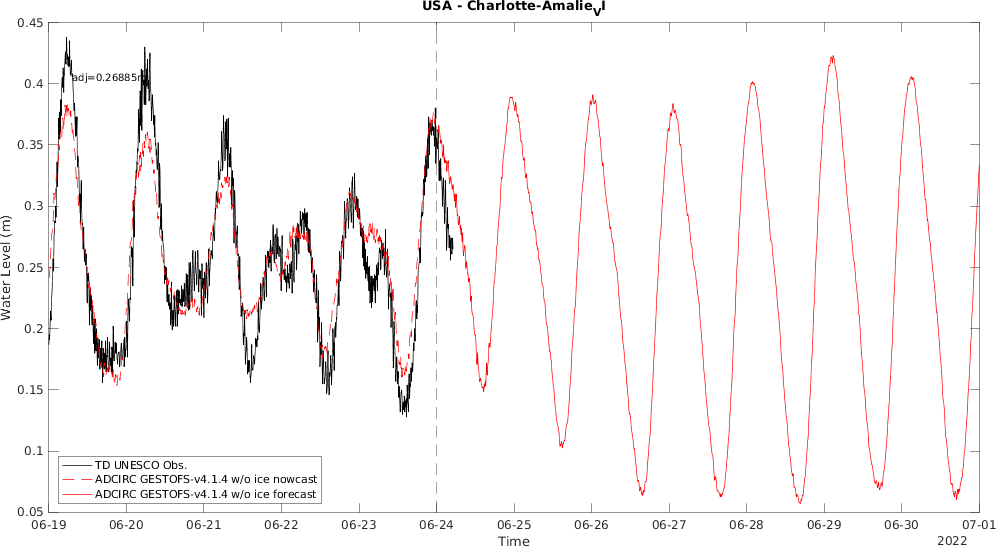 USA - Charlotte-Amalie_VI
0.45
0.4
0.35
0.3
0.25
0.2
0.15
0.1
0.05
Water Level (m)
adj=0.26885m
TD UNESCO Obs.
ADCIRC GESTOFS-v4.1.4 w/o ice nowcast
ADCIRC GESTOFS-v4.1.4 w/o ice forecast
06-19 06-20 06-21 06-22 06-23 06-24 06-25 06-26 06-27 06-28 06-29 06-30 07-01
Time
2022